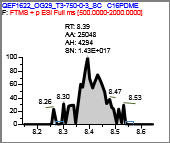 QEF1622_OG29_T3-750-0-3_SC C16PDME
F: FTMS + p ESI Full ms [500.0000-2000.0000]
RT: 8.39
AA: 25048
AH: 4294
SN: 1.43E+017
100
80
60
40
20
0
8.26
8.30
8.47
8.53
8.2
8.3
8.4
8.5
8.6